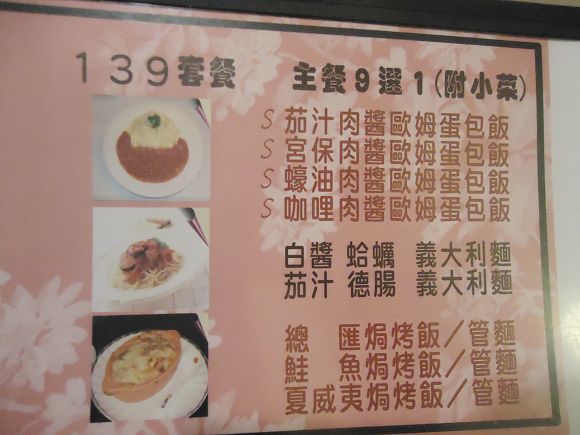 139套餐 主餐9選1(附小菜)
S茄汁肉醬歐姆蛋包飯
S宮保肉醬歐姆蛋包飯
S蠔油肉醬歐姆蛋包飯
S咖哩肉醬歐姆蛋包飯
白醬 蛤蠣 義大利麵
茄汁 德腸 義大利麵
總 匯焗烤飯／管麵
鮭 魚焗烤飯／管麵
夏威夷焗烤飯／管麵